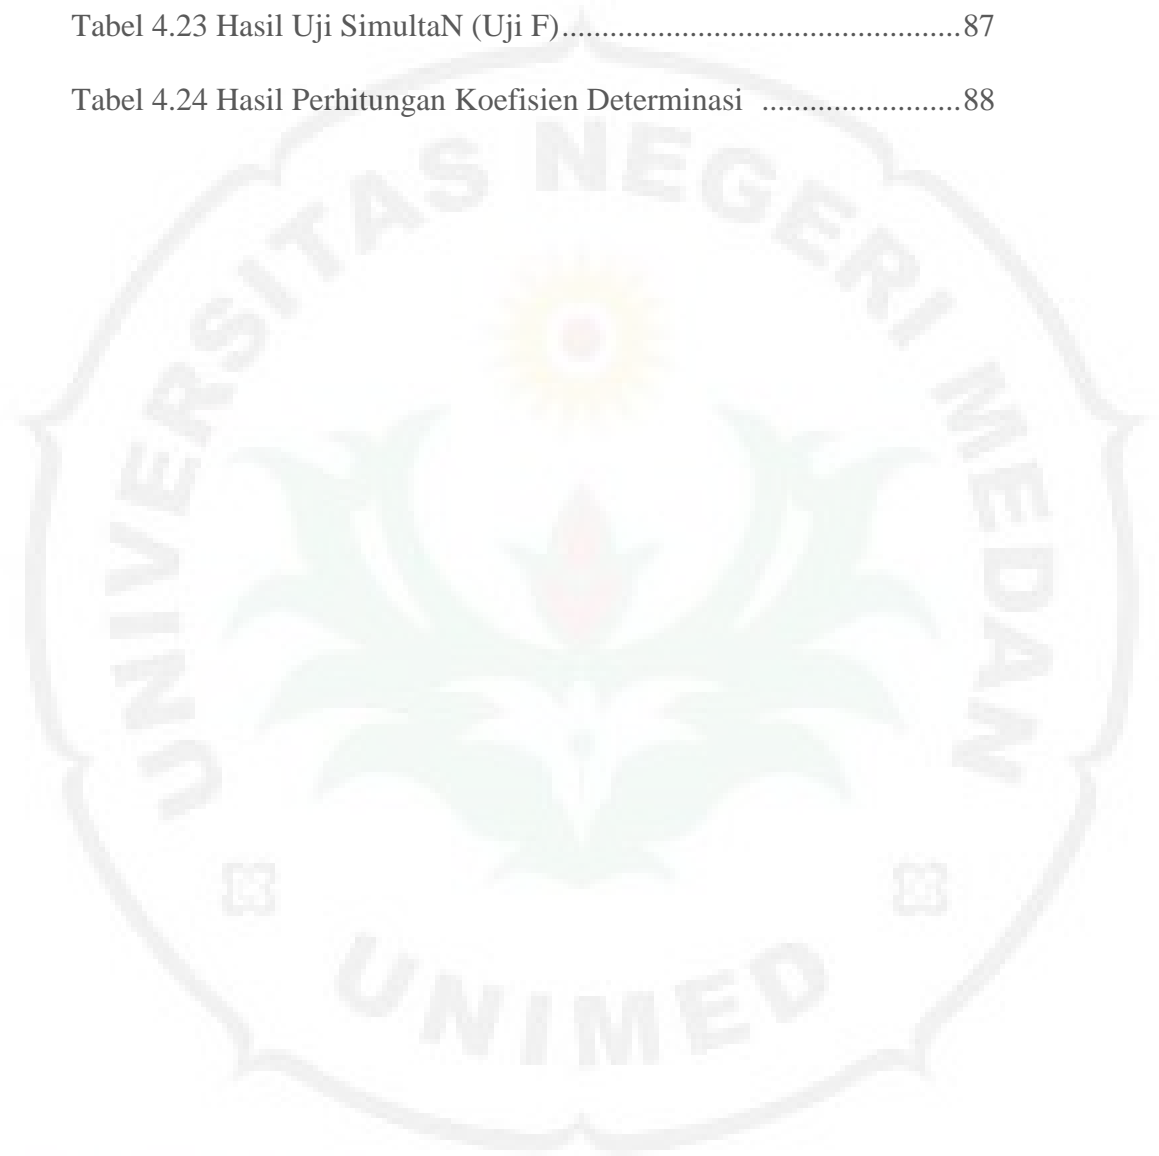 Tabel 4.23 Hasil Uji SimultaN (Uji F)................................................87
Tabel 4.24 Hasil Perhitungan Koefisien Determinasi ........................88
UNIVERSITAS NEGERI MEDAN
UNIMED